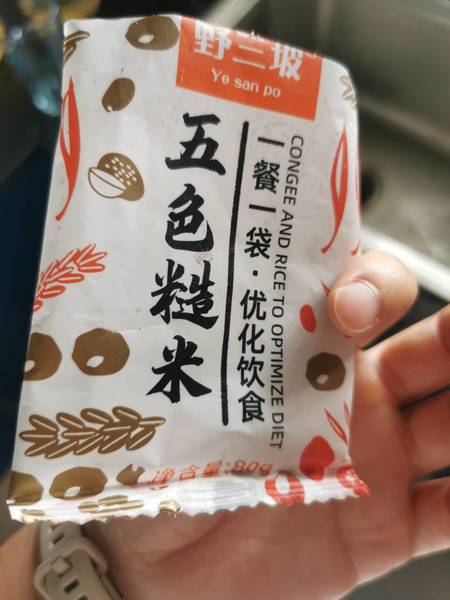 野三坡
Ye san po
五色糙米
一餐一袋·优化饮食
CONGEE AND RICE TO OPTIMIZE DIET
净含量:80g